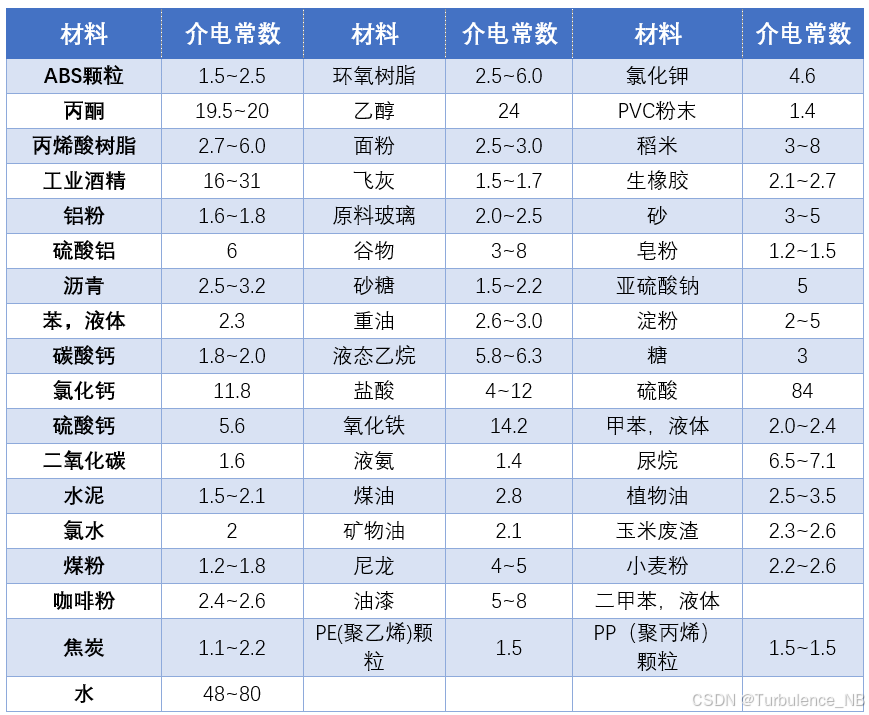 材料 介电常数 材料 介电常数 材料 介电常数
ABS颗粒 1.5~2.5 环氧树脂 2.5~6.0 氯化钾 4.6
丙酮 19.5~20 乙醇 24 PVC粉末 1.4
丙烯酸树脂 2.7~6.0 面粉 2.5~3.0 稻米 3~8
工业酒精 16~31 飞灰 1.5~1.7 生橡胶 2.1~2.7
铝粉 1.6~1.8 原料玻璃 2.0~2.5 砂 3~5
硫酸铝 6 谷物 3~8 皂粉 1.2~1.5
沥青 2.5~3.2 砂糖 1.5~2.2 亚硫酸钠 5
苯，液体 2.3 重油 2.6~3.0 淀粉 2~5
碳酸钙 1.8~2.0 液态乙烷 5.8~6.3 糖 3
氯化钙 11.8 盐酸 4~12 硫酸 84
硫酸钙 5.6 氧化铁 14.2 甲苯，液体 2.0~2.4
二氧化碳 1.6 液氨 1.4 尿烷 6.5~7.1
水泥 1.5~2.1 煤油 2.8 植物油 2.5~3.5
氯水 2 矿物油 2.1 玉米废渣 2.3~2.6
煤粉 1.2~1.8 尼龙 4~5 小麦粉 2.2~2.6
咖啡粉 2.4~2.6 油漆 5~8 二甲苯，液体
焦炭 1.1~2.2 PE(聚乙烯)颗粒 1.5 PP（聚丙烯）颗粒 1.5~1.5
水 48~80
CSDN @Turbulence_NB